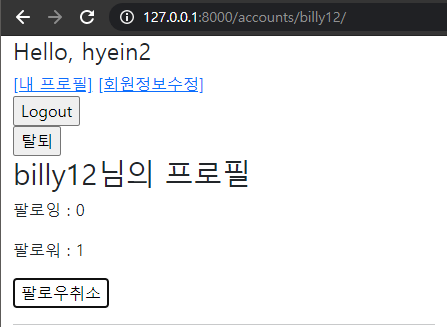 127.0.0.1:8000/accounts/billy12/
Hello, hyein2
[내 프로필] [회원정보수정]
Logout
탈퇴
billy12님의 프로필
팔로잉 : 0
팔로워 : 1
팔로우취소